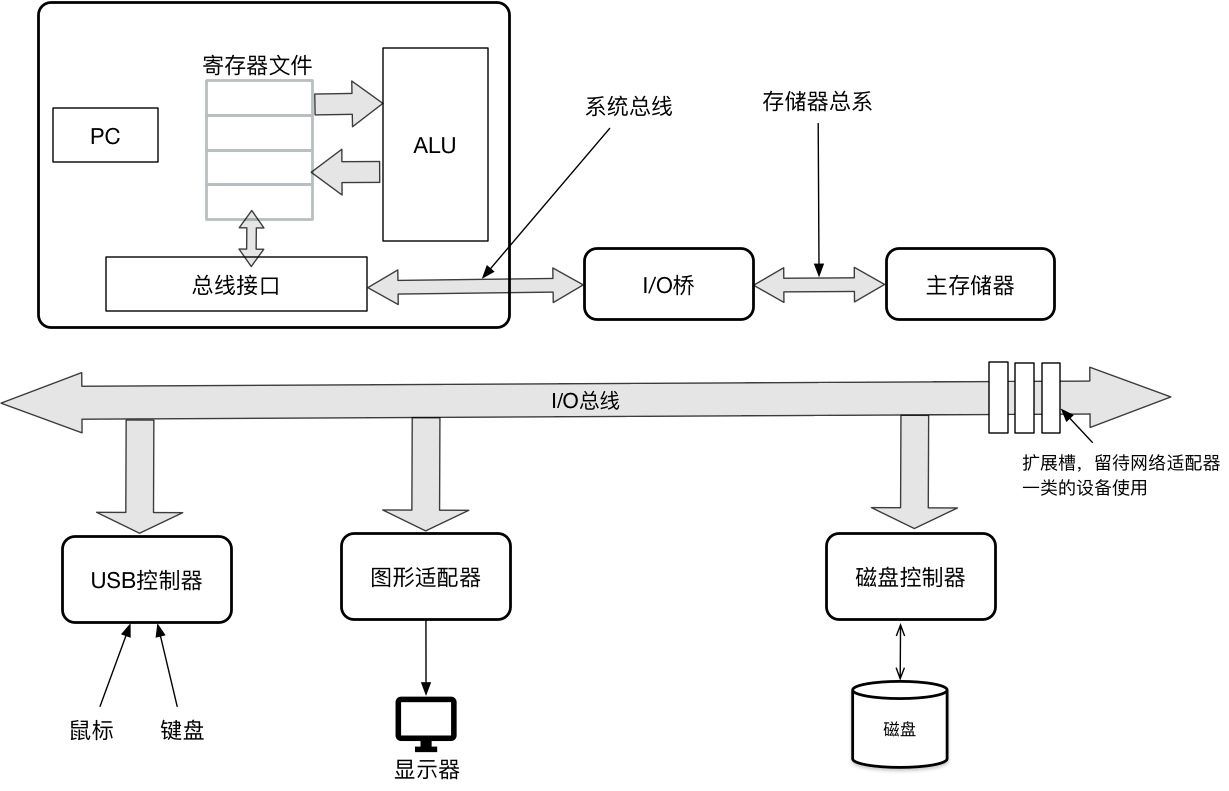 寄存器文件
PC
ALU
系统总线
存储器总系
总线接口
I/O桥
主存储器
I/O总线
扩展槽，留待网络适配器
一类的设备使用
USB控制器
图形适配器
磁盘控制器
鼠标
键盘
显示器
磁盘